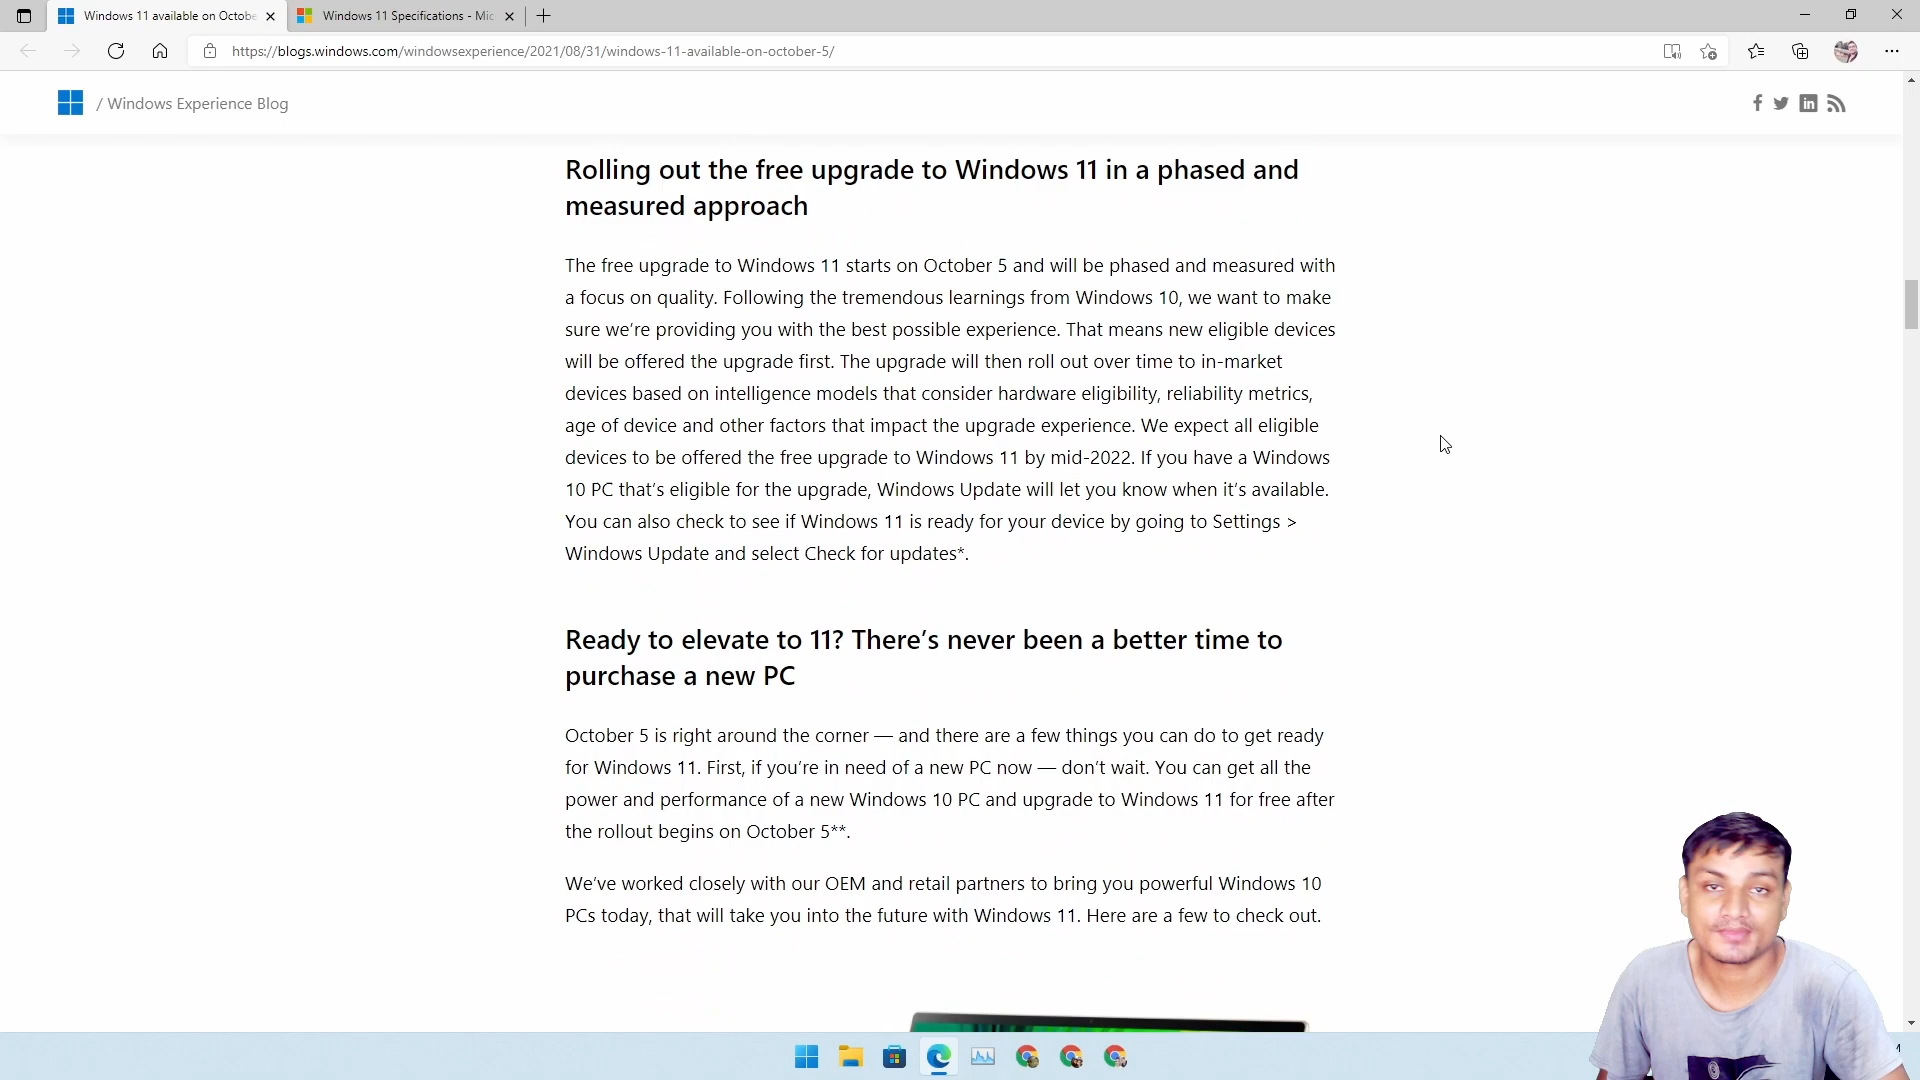 Windows 11 available on Octobe
Windows 11 Specifications - Mic
https://blogs.windows.com/windowsexperience/2021/08/31/windows-11-available-on-october-5/
/ Windows Experience Blog
Rolling out the free upgrade to Windows 11 in a phased and
measured approach
The free upgrade to Windows 11 starts on October 5 and will be phased and measured with
a focus on quality. Following the tremendous learnings from Windows 10, we want to make
sure we’re providing you with the best possible experience. That means new eligible devices
will be offered the upgrade first. The upgrade will then roll out over time to in-market
devices based on intelligence models that consider hardware eligibility, reliability metrics,
age of device and other factors that impact the upgrade experience. We expect all eligible
devices to be offered the free upgrade to Windows 11 by mid-2022. If you have a Windows
10 PC that’s eligible for the upgrade, Windows Update will let you know when it’s available.
You can also check to see if Windows 11 is ready for your device by going to Settings >
Windows Update and select Check for updates*.
Ready to elevate to 11? There’s never been a better time to
purchase a new PC
October 5 is right around the corner — and there are a few things you can do to get ready
for Windows 11. First, if you’re in need of a new PC now — don’t wait. You can get all the
power and performance of a new Windows 10 PC and upgrade to Windows 11 for free after
the rollout begins on October 5**.
We’ve worked closely with our OEM and retail partners to bring you powerful Windows 10
PCs today, that will take you into the future with Windows 11. Here are a few to check out.